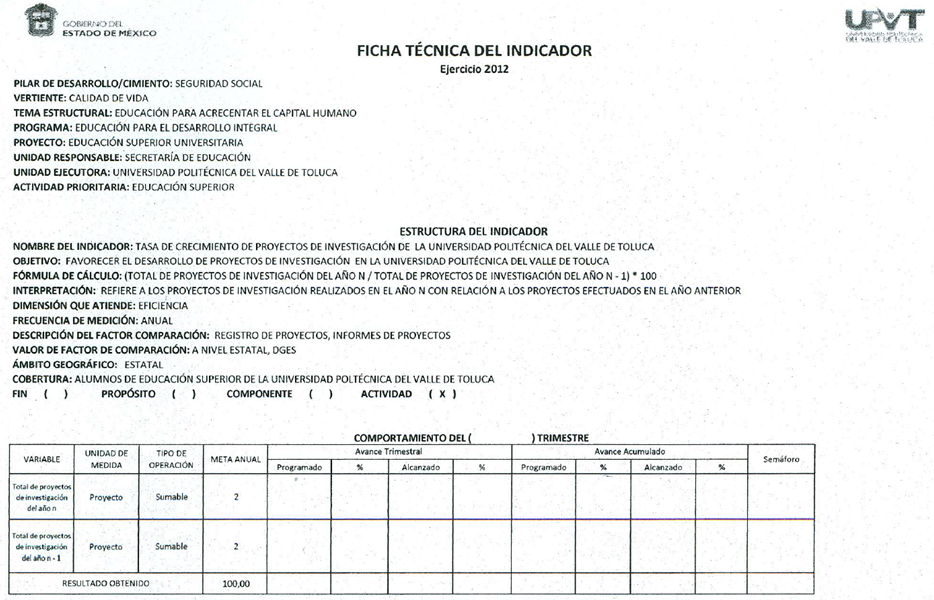 GOBIERNO DEL
ESTADO DE MÉXICO
UPVT
UNIVERSIDAD POLITÉCNICA
DEL VALLE DE TOLUCA
FICHA TÉCNICA DEL INDICADOR
Ejercicio 2012
PILAR DE DESARROLLO/CIMIENTO: SEGURIDAD SOCIAL
VERTIENTE: CALIDAD DE VIDA
TEMA ESTRUCTURAL: EDUCACIÓN PARA ACRECENTAR EL CAPITAL HUMANO
PROGRAMA: EDUCACIÓN PARA EL DESARROLLO INTEGRAL
PROYECTO: EDUCACIÓN SUPERIOR UNIVERSITARIA
UNIDAD RESPONSABLE: SECRETARÍA DE EDUCACIÓN
UNIDAD EJECUTORA: UNIVERSIDAD POLITÉCNICA DEL VALLE DE TOLUCA
ACTIVIDAD PRIORITARIA: EDUCACIÓN SUPERIOR
ESTRUCTURA DEL INDICADOR
NOMBRE DEL INDICADOR: TASA DE CRECIMIENTO DE PROYECTOS DE INVESTIGACIÓN DE LA UNIVERSIDAD POLITÉCNICA DEL VALLE DE TOLUCA
OBJETIVO: FAVORECER EL DESARROLLO DE PROYECTOS DE INVESTIGACIÓN EN LA UNIVERSIDAD POLITÉCNICA DEL VALLE DE TOLUCA
FÓRMULA DE CÁLCULO: (TOTAL DE PROYECTOS DE INVESTIGACIÓN DEL AÑO N / TOTAL DE PROYECTOS DE INVESTIGACIÓN DEL AÑO N - 1) * 100
INTERPRETACIÓN: REFIERE A LOS PROYECTOS DE INVESTIGACIÓN REALIZADOS EN EL AÑO N CON RELACIÓN A LOS PROYECTOS EFECTUADOS EN EL AÑO ANTERIOR
DIMENSIÓN QUE ATIENDE: EFICIENCIA
FRECUENCIA DE MEDICIÓN: ANUAL
DESCRIPCIÓN DEL FACTOR COMPARACIÓN: REGISTRO DE PROYECTOS, INFORMES DE PROYECTOS
VALOR DE FACTOR DE COMPARACIÓN: A NIVEL ESTATAL, DGES
ÁMBITO GEOGRÁFICO: ESTATAL
COBERTURA: ALUMNOS DE EDUCACIÓN SUPERIOR DE LA UNIVERSIDAD POLTÉCNICA DEL VALLE DE TOLUCA
FIN ( ) PROPÓSITO ( ) COMPONENTE ( ) ACTIVIDAD ( X )
COMPORTAMIENTO DEL ( ) TRIMESTRE
VARIABLE UNIDAD DE MEDIDA TIPO DE OPERACIÓN META ANUAL Avance Trimestral Avance Acumulado Semáforo
Programado % Alcanzado % Programado % Alcanzado %
Total de proyectos
de investigación
del año n
Proyecto Sumable 2
Total de proyectos
de investigación
del año n - 1
Proyecto Sumable 2
RESULTADO OBTENIDO 100,00